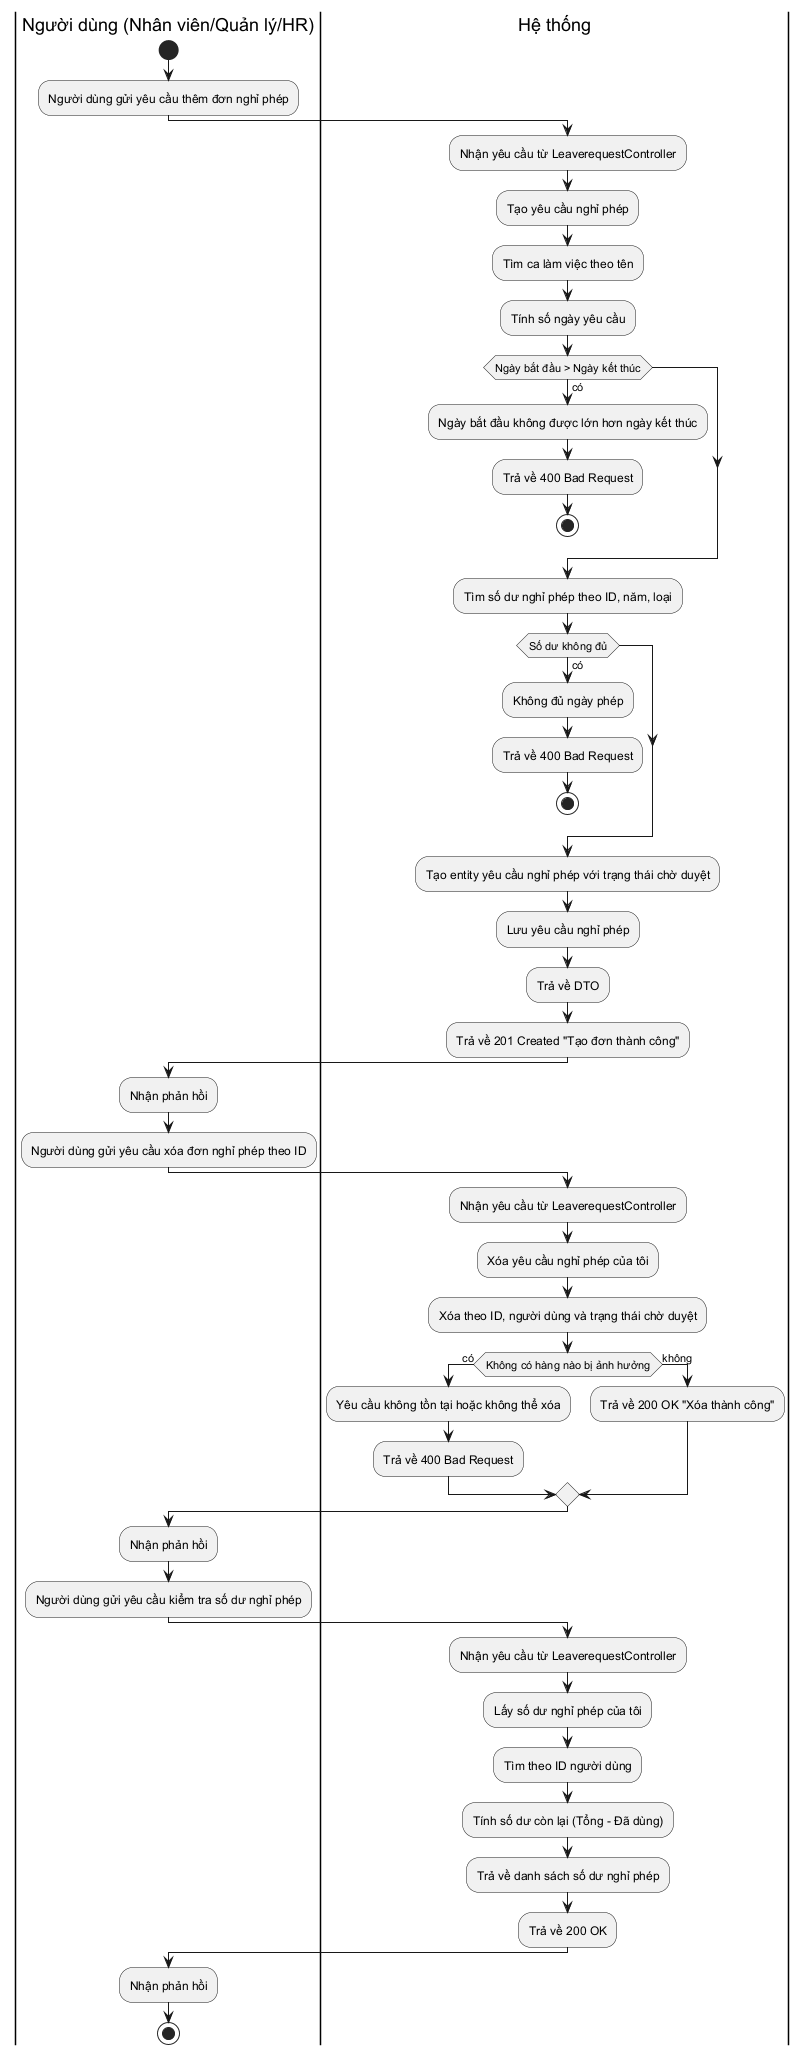 Người dùng (Nhân viên/Quản lý/HR)
Hệ thống
Người dùng gửi yêu cầu thêm đơn nghỉ phép
Nhận yêu cầu từ LeaverequestController
Tạo yêu cầu nghỉ phép
Tìm ca làm việc theo tên
Tính số ngày yêu cầu
Ngày bắt đầu > Ngày kết thúc
có
Ngày bắt đầu không được lớn hơn ngày kết thúc
Trả về 400 Bad Request
Tìm số dư nghỉ phép theo ID, năm, loại
Số dư không đủ
có
Không đủ ngày phép
Trả về 400 Bad Request
Tạo entity yêu cầu nghỉ phép với trạng thái chờ duyệt
Lưu yêu cầu nghỉ phép
Trả về DTO
Trả về 201 Created "Tạo đơn thành công"
Nhận phản hồi
Người dùng gửi yêu cầu xóa đơn nghỉ phép theo ID
Nhận yêu cầu từ LeaverequestController
Xóa yêu cầu nghỉ phép của tôi
Xóa theo ID, người dùng và trạng thái chờ duyệt
có
Không có hàng nào bị ảnh hưởng
không
Yêu cầu không tồn tại hoặc không thể xóa
Trả về 200 OK "Xóa thành công"
Trả về 400 Bad Request
Nhận phản hồi
Người dùng gửi yêu cầu kiểm tra số dư nghỉ phép
Nhận yêu cầu từ LeaverequestController
Lấy số dư nghỉ phép của tôi
Tìm theo ID người dùng
Tính số dư còn lại (Tổng - Đã dùng)
Trả về danh sách số dư nghỉ phép
Trả về 200 OK
Nhận phản hồi